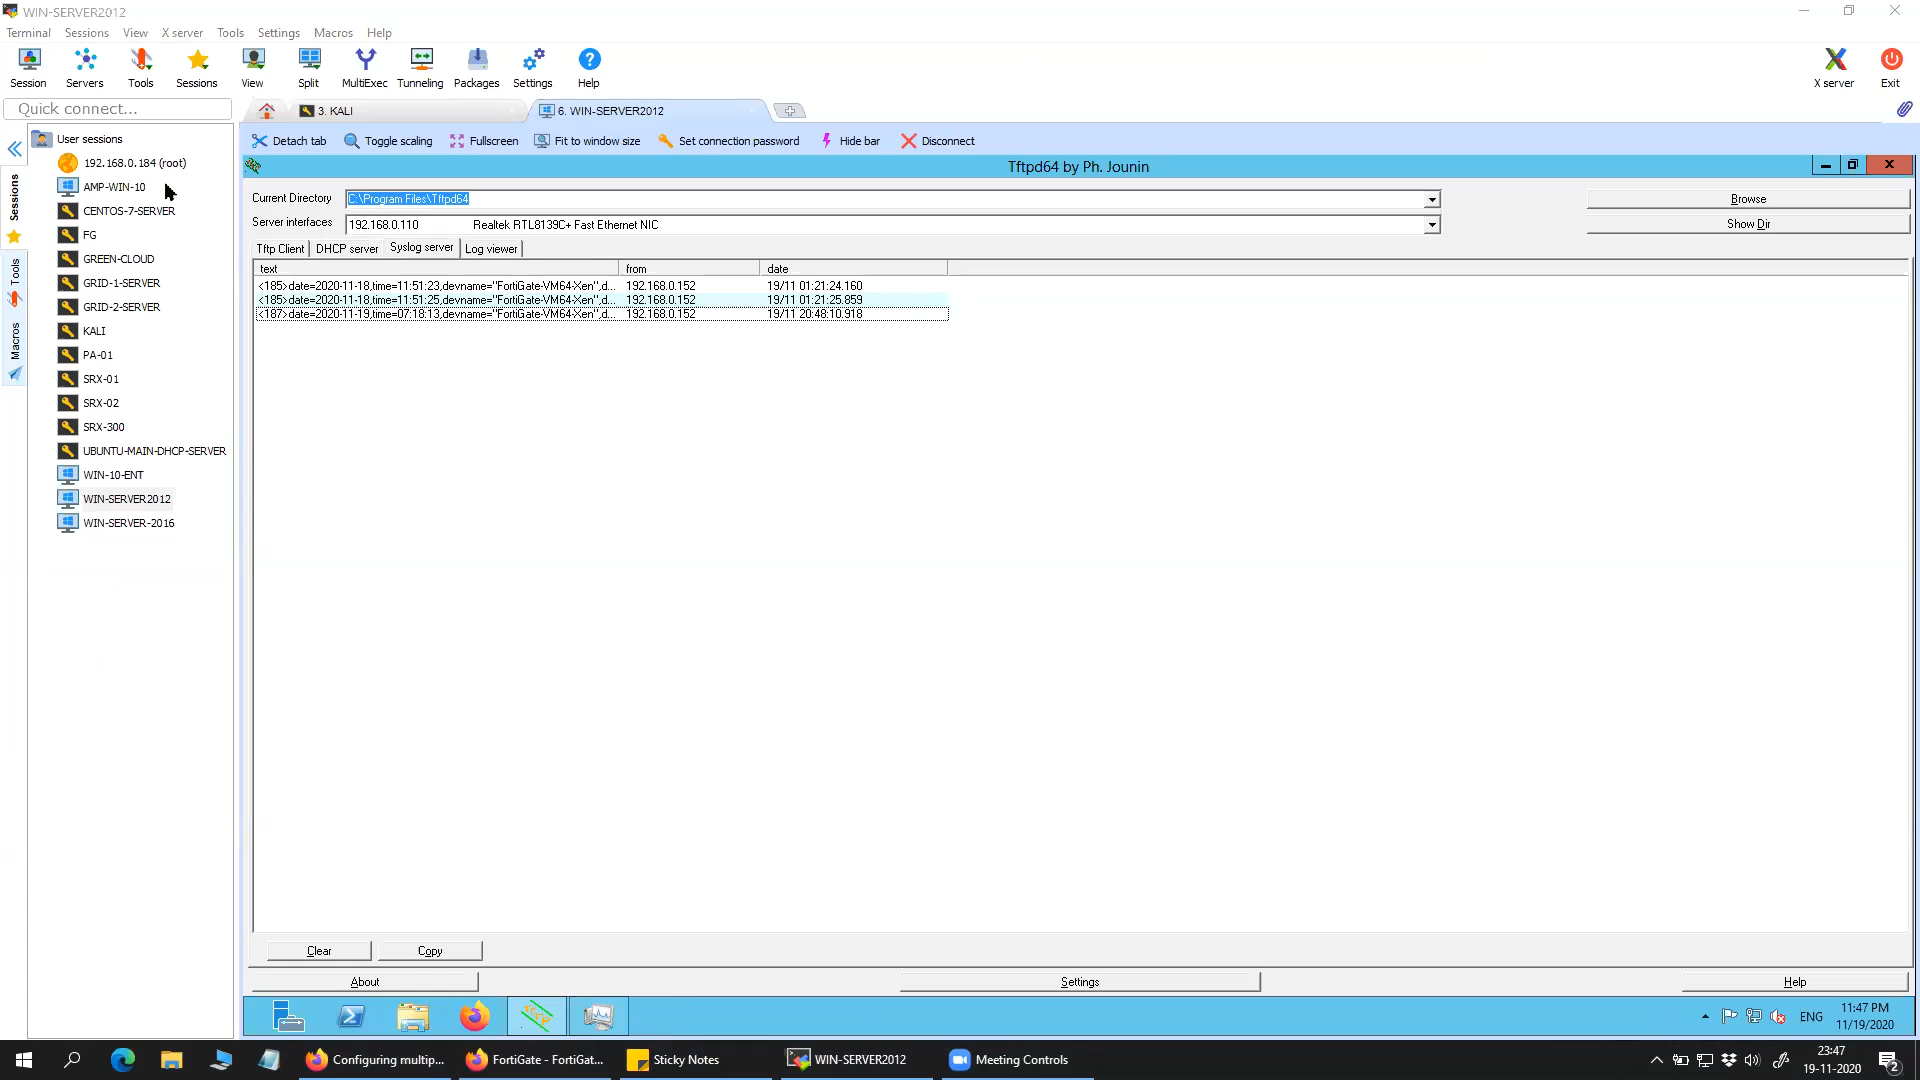 WIN-SERVER2012
Terminal Sessions View X server Tools Settings Macros Help
Session Servers Tools Sessions View Split MultiExec Tunneling Packages Settings Help X server Exit
Quick connect...
3. KALI 6. WIN-SERVER2012
Detach tab Toggle scaling Fullscreen Fit to window size Set connection password Hide bar Disconnect
Sessions
Tools
Macros
User sessions
192.168.0.184 (root)
AMP-WIN-10
CENTOS-7-SERVER
FG
GREEN-CLOUD
GRID-1-SERVER
GRID-2-SERVER
KALI
PA-01
SRX-01
SRX-02
SRX-300
UBUNTU-MAIN-DHCP-SERVER
WIN-10-ENT
WIN-SERVER2012
WIN-SERVER-2016
Tftpd64 by Ph. Jounin
Current Directory C:\Program Files\Tftpd64 Browse
Server interfaces 192.168.0.110 Realtek RTL8139C+ Fast Ethernet NIC Show Dir
Tftp Client DHCP server Syslog server Log viewer
text from date
<185>date=2020-11-18,time=11:51:23,devname="FortiGate-VM64-Xen",d... 192.168.0.152 19/11 01:21:24.160
<185>date=2020-11-18,time=11:51:25,devname="FortiGate-VM64-Xen",d... 192.168.0.152 19/11 01:21:25.859
<187>date=2020-11-19,time=07:18:13,devname="FortiGate-VM64-Xen",d... 192.168.0.152 19/11 20:48:10.918
Clear Copy
About Settings Help
TFTP
ENG 11:47 PM
11/19/2020
Configuring multip... FortiGate - FortiGat... Sticky Notes WIN-SERVER2012 Meeting Controls 23:47
19-11-2020
2